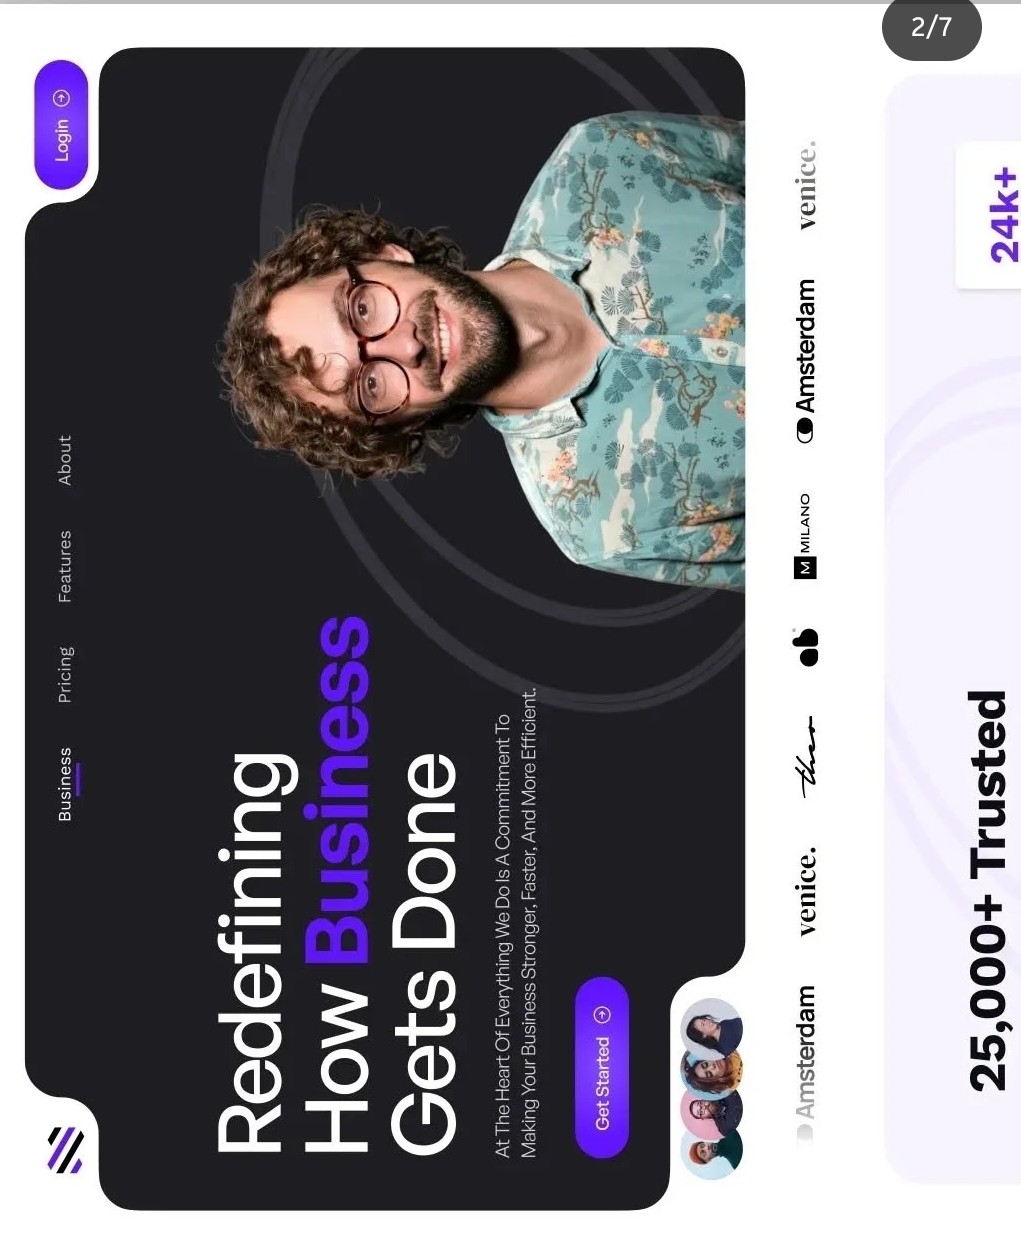 Business Pricing Features About
Login
Redefining
How Business
Gets Done
At The Heart Of Everything We Do Is A Commitment To
Making Your Business Stronger, Faster, And More Efficient.
Get Started
Amsterdam venice. theo M MILANO Amsterdam venice.
25,000+ Trusted
24k+
2/7